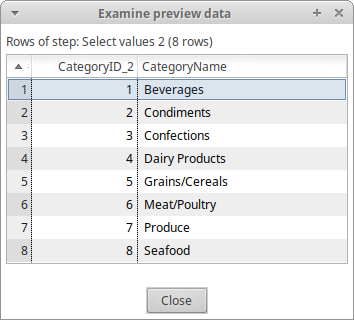 Examine preview data
Rows of step: Select values 2 (8 rows)
CategoryID_2 CategoryName
1 1 Beverages
2 2 Condiments
3 3 Confections
4 4 Dairy Products
5 5 Grains/Cereals
6 6 Meat/Poultry
7 7 Produce
8 8 Seafood
Close